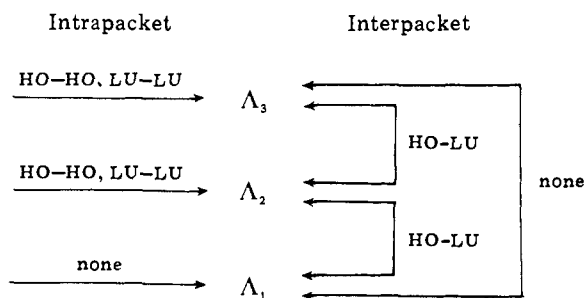 Intrapacket Interpacket
HO—HO, LU—LU
Λ₃
HO-LU
HO—HO, LU—LU
Λ₂
none
HO-LU
none
Λ₁